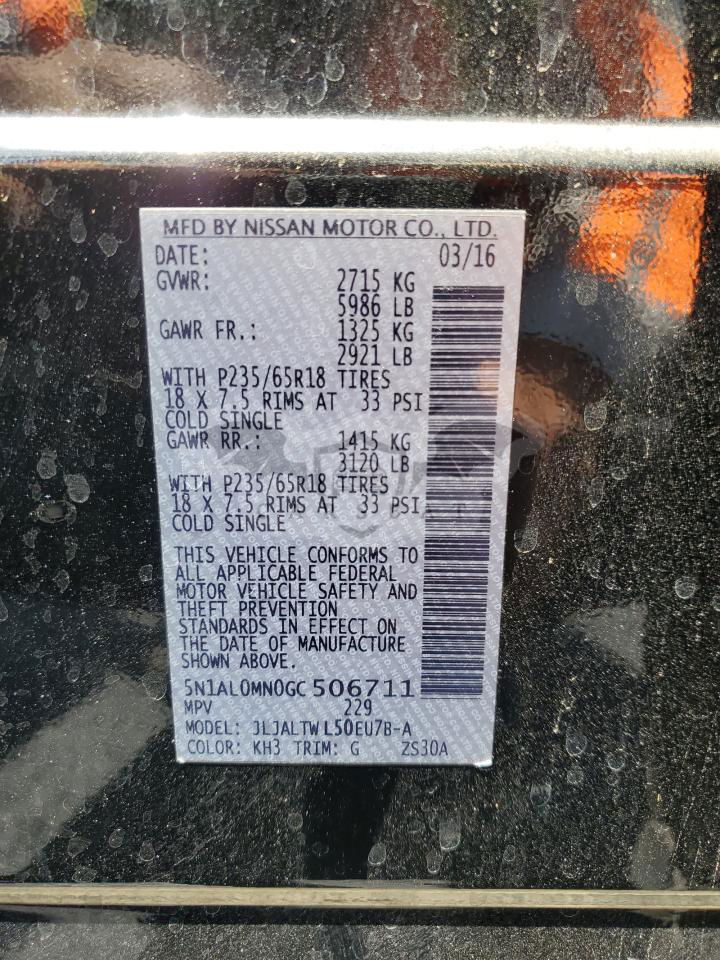 MFD BY NISSAN MOTOR CO., LTD.
DATE: 03/16
GVWR: 2715 KG
5986 LB
GAWR FR.: 1325 KG
2921 LB
WITH P235/65R18 TIRES
18 X 7.5 RIMS AT 33 PSI
COLD SINGLE
GAWR RR.: 1415 KG
3120 LB
WITH P235/65R18 TIRES
18 X 7.5 RIMS AT 33 PSI
COLD SINGLE
THIS VEHICLE CONFORMS TO
ALL APPLICABLE FEDERAL
MOTOR VEHICLE SAFETY AND
THEFT PREVENTION
STANDARDS IN EFFECT ON
THE DATE OF MANUFACTURE
SHOWN ABOVE.
5N1AL0MN0GC506711
MPV 229
MODEL: JLJALTWL50EU7B-A
COLOR: KH3 TRIM: G ZS30A